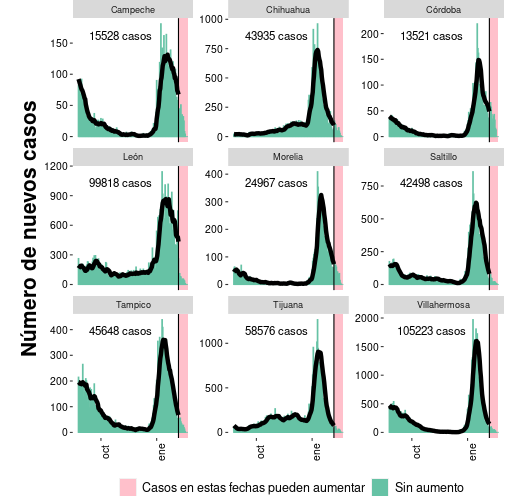 Número de nuevos casos
Campeche
15528 casos
150
100
50
0
Chihuahua
43935 casos
1000
750
500
250
0
Córdoba
13521 casos
200
150
100
50
0
León
99818 casos
1200
900
600
300
0
Morelia
24967 casos
400
300
200
100
0
Saltillo
42498 casos
750
500
250
0
Tampico
45648 casos
400
300
200
100
0
oct
ene
Tijuana
58576 casos
1000
500
0
oct
ene
Villahermosa
105223 casos
2000
1500
1000
500
0
oct
ene
Casos en estas fechas pueden aumentar
Sin aumento